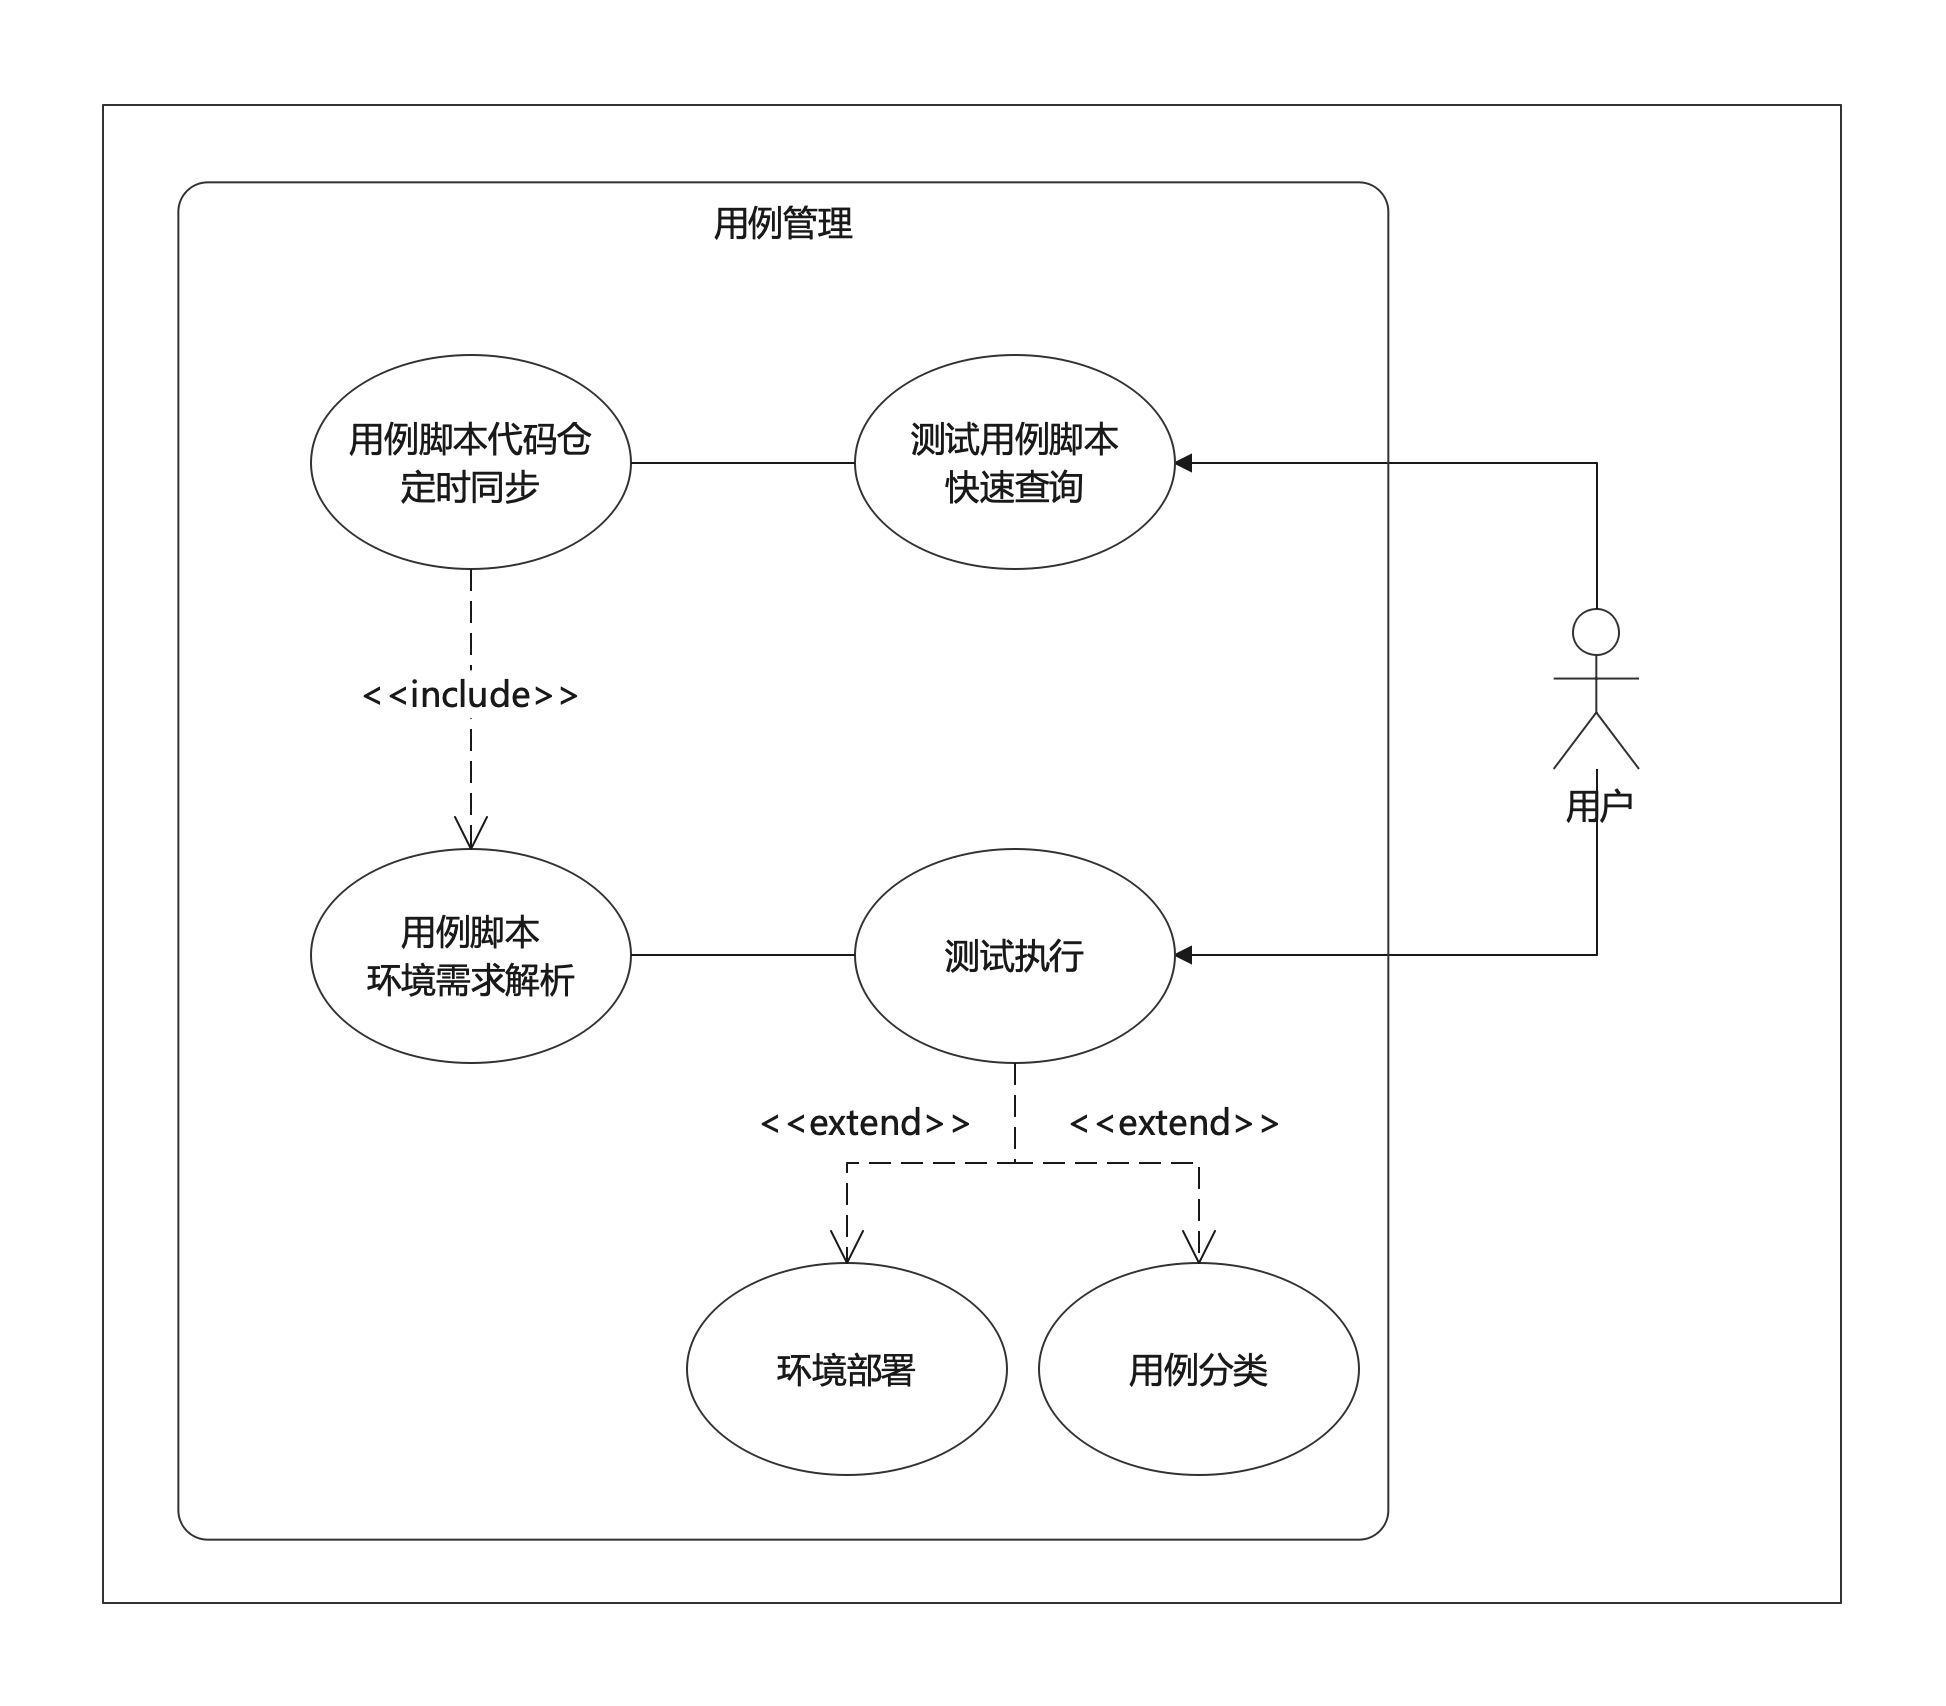 用例管理
用例脚本代码仓
定时同步
测试用例脚本
快速查询
<<include>>
用户
用例脚本
环境需求解析
测试执行
<<extend>>
<<extend>>
环境部署
用例分类